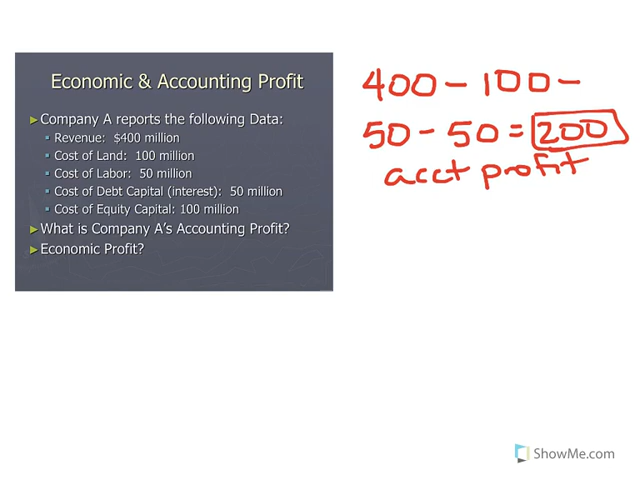 Economic & Accounting Profit
Company A reports the following Data:
Revenue: $400 million
Cost of Land: 100 million
Cost of Labor: 50 million
Cost of Debt Capital (interest): 50 million
Cost of Equity Capital: 100 million
What is Company A's Accounting Profit?
Economic Profit?
400 - 100 -
50 - 50 = 200
acct profit
ShowMe.com